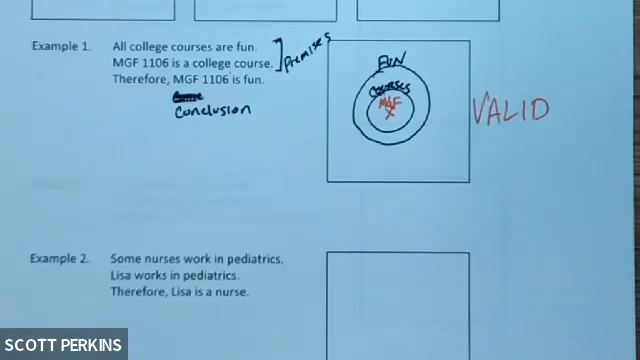 Example 1. All college courses are fun.
MGF 1106 is a college course.
Therefore, MGF 1106 is fun.
Premises
Conclusion
FUN
COURSES
MGF
X
VALID
Example 2. Some nurses work in pediatrics.
Lisa works in pediatrics.
Therefore, Lisa is a nurse.
SCOTT PERKINS